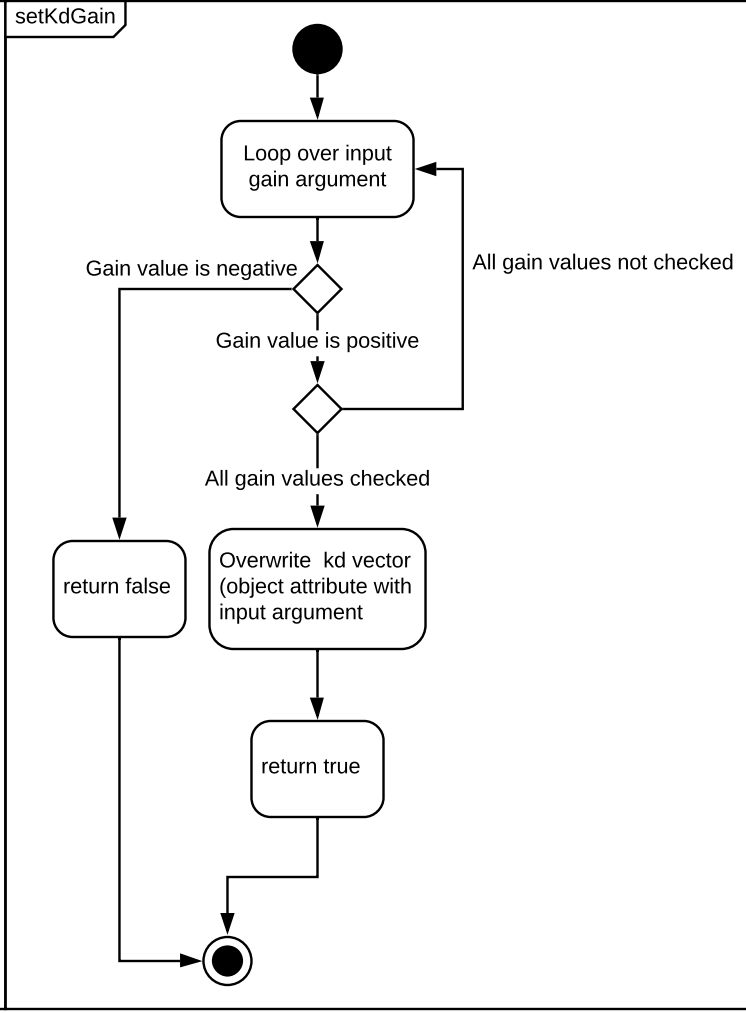 setKdGain
Loop over input
gain argument
Gain value is negative
All gain values not checked
Gain value is positive
All gain values checked
Overwrite  kd vector
(object attribute with
input argument
return false
return true